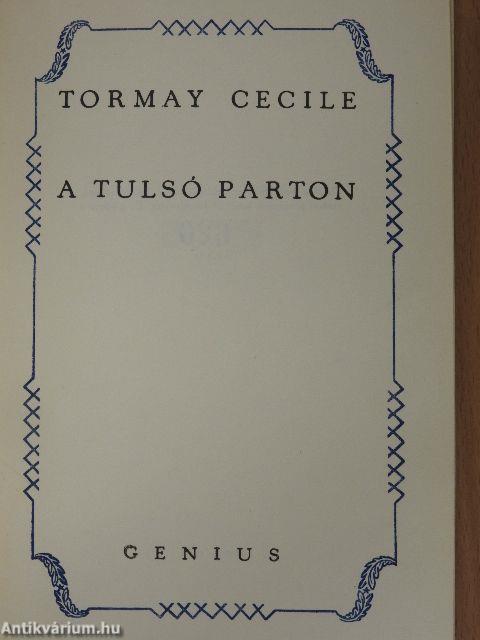 TORMAY CECILE
A TULSÓ PARTON
GENIUS
Antikvárium.hu